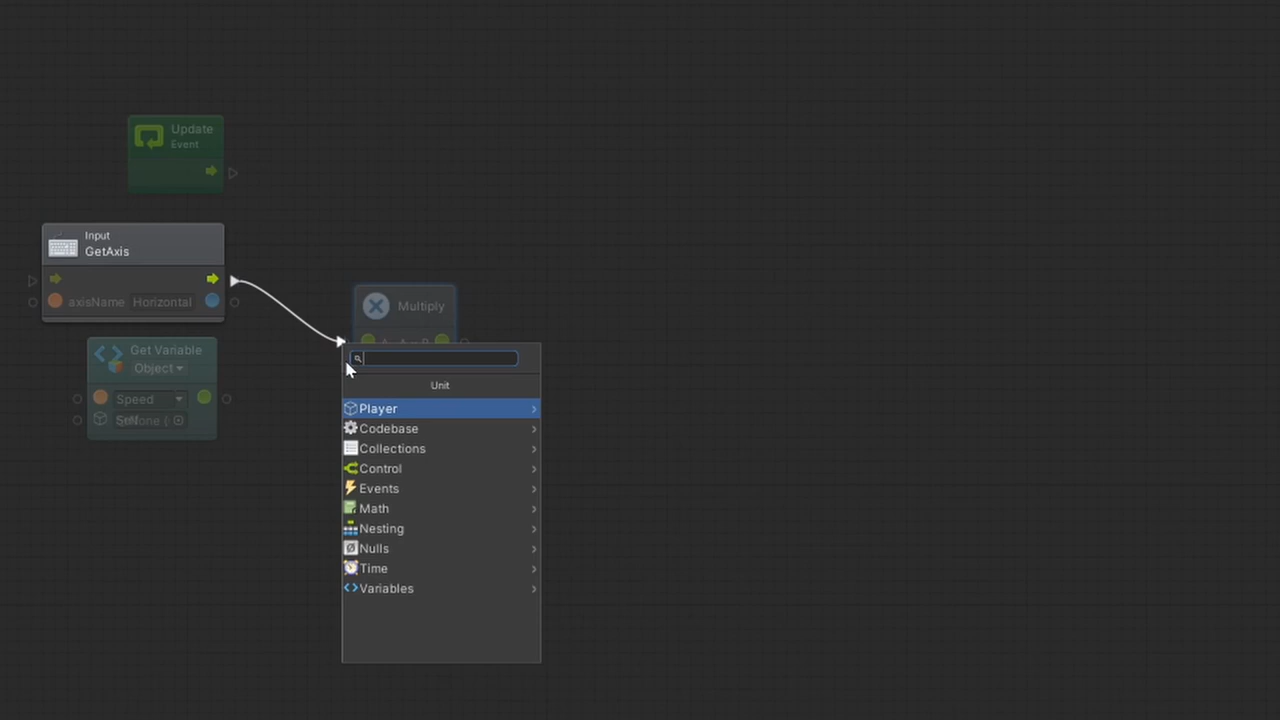 Update
Event
Input
GetAxis
axisName Horizontal
Multiply
A × B
Get Variable
Object
Speed
Unit
Player
Codebase
Collections
Control
Events
Math
Nesting
Nulls
Time
Variables